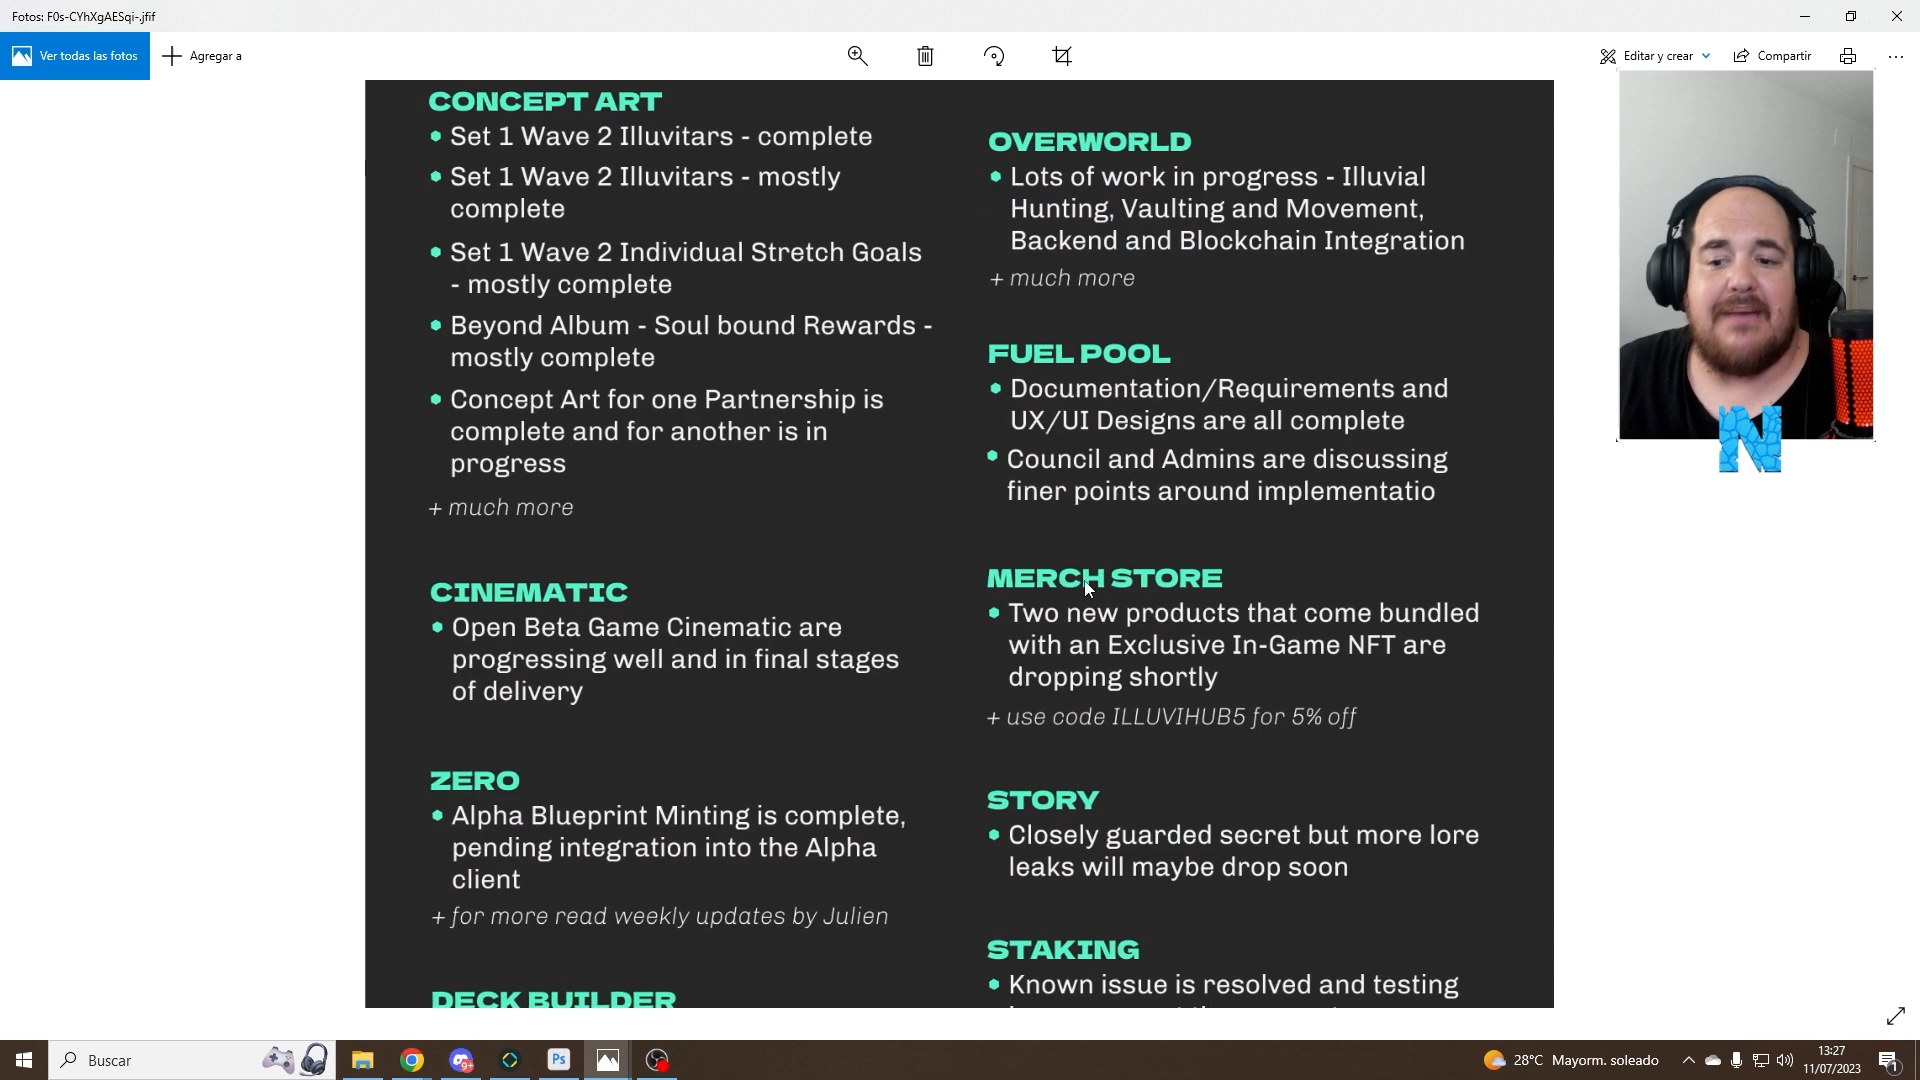 Fotos: F0s-CYhXgAESqi-.jfif
Ver todas las fotos
Agregar a
Editar y crear
Compartir
CONCEPT ART
Set 1 Wave 2 Illuvitars - complete
Set 1 Wave 2 Illuvitars - mostly
complete
Set 1 Wave 2 Individual Stretch Goals
- mostly complete
Beyond Album - Soul bound Rewards -
mostly complete
Concept Art for one Partnership is
complete and for another is in
progress
+ much more
CINEMATIC
Open Beta Game Cinematic are
progressing well and in final stages
of delivery
ZERO
Alpha Blueprint Minting is complete,
pending integration into the Alpha
client
+ for more read weekly updates by Julien
DECK BUILDER
OVERWORLD
Lots of work in progress - Illuvial
Hunting, Vaulting and Movement,
Backend and Blockchain Integration
+ much more
FUEL POOL
Documentation/Requirements and
UX/UI Designs are all complete
Council and Admins are discussing
finer points around implementatio
MERCH STORE
Two new products that come bundled
with an Exclusive In-Game NFT are
dropping shortly
+ use code ILLUVIHUB5 for 5% off
STORY
Closely guarded secret but more lore
leaks will maybe drop soon
STAKING
Known issue is resolved and testing
N
Buscar
9+
Ps
28°C Mayorm. soleado
13:27
11/07/2023
1